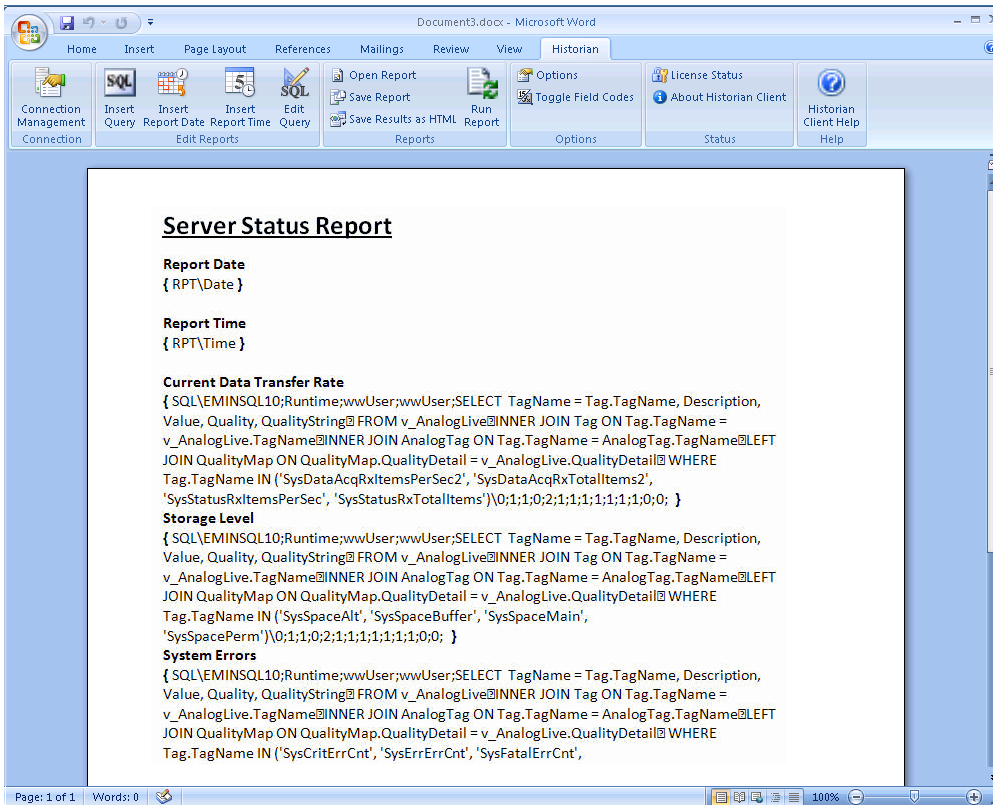 Document3.docx - Microsoft Word
Home Insert Page Layout References Mailings Review View Historian
Connection Management
Connection
SQL
Insert Query
Insert Report Date
Insert Report Time
SQL
Edit Query
Edit Reports
Open Report
Save Report
Save Results as HTML
Run Report
Reports
Options
Toggle Field Codes
Options
License Status
About Historian Client
Status
Historian Client Help
Help
Server Status Report
Report Date
{ RPT\Date }
Report Time
{ RPT\Time }
Current Data Transfer Rate
{ SQL\EMINSQL10;Runtime;wwUser;wwUser;SELECT TagName = Tag.TagName, Description,
Value, Quality, QualityString⍰ FROM v_AnalogLive⍰INNER JOIN Tag ON Tag.TagName =
v_AnalogLive.TagName⍰INNER JOIN AnalogTag ON Tag.TagName = AnalogTag.TagName⍰LEFT
JOIN QualityMap ON QualityMap.QualityDetail = v_AnalogLive.QualityDetail⍰ WHERE
Tag.TagName IN ('SysDataAcqRxItemsPerSec2', 'SysDataAcqRxTotalItems2',
'SysStatusRxItemsPerSec', 'SysStatusRxTotalItems')\0;1;1;0;2;1;1;1;1;1;1;1;0;0; }
Storage Level
{ SQL\EMINSQL10;Runtime;wwUser;wwUser;SELECT TagName = Tag.TagName, Description,
Value, Quality, QualityString⍰ FROM v_AnalogLive⍰INNER JOIN Tag ON Tag.TagName =
v_AnalogLive.TagName⍰INNER JOIN AnalogTag ON Tag.TagName = AnalogTag.TagName⍰LEFT
JOIN QualityMap ON QualityMap.QualityDetail = v_AnalogLive.QualityDetail⍰ WHERE
Tag.TagName IN ('SysSpaceAlt', 'SysSpaceBuffer', 'SysSpaceMain',
'SysSpacePerm')\0;1;1;0;2;1;1;1;1;1;1;1;0;0; }
System Errors
{ SQL\EMINSQL10;Runtime;wwUser;wwUser;SELECT TagName = Tag.TagName, Description,
Value, Quality, QualityString⍰ FROM v_AnalogLive⍰INNER JOIN Tag ON Tag.TagName =
v_AnalogLive.TagName⍰INNER JOIN AnalogTag ON Tag.TagName = AnalogTag.TagName⍰LEFT
JOIN QualityMap ON QualityMap.QualityDetail = v_AnalogLive.QualityDetail⍰ WHERE
Tag.TagName IN ('SysCritErrCnt', 'SysErrErrCnt', 'SysFatalErrCnt',
Page: 1 of 1 Words: 0 100%